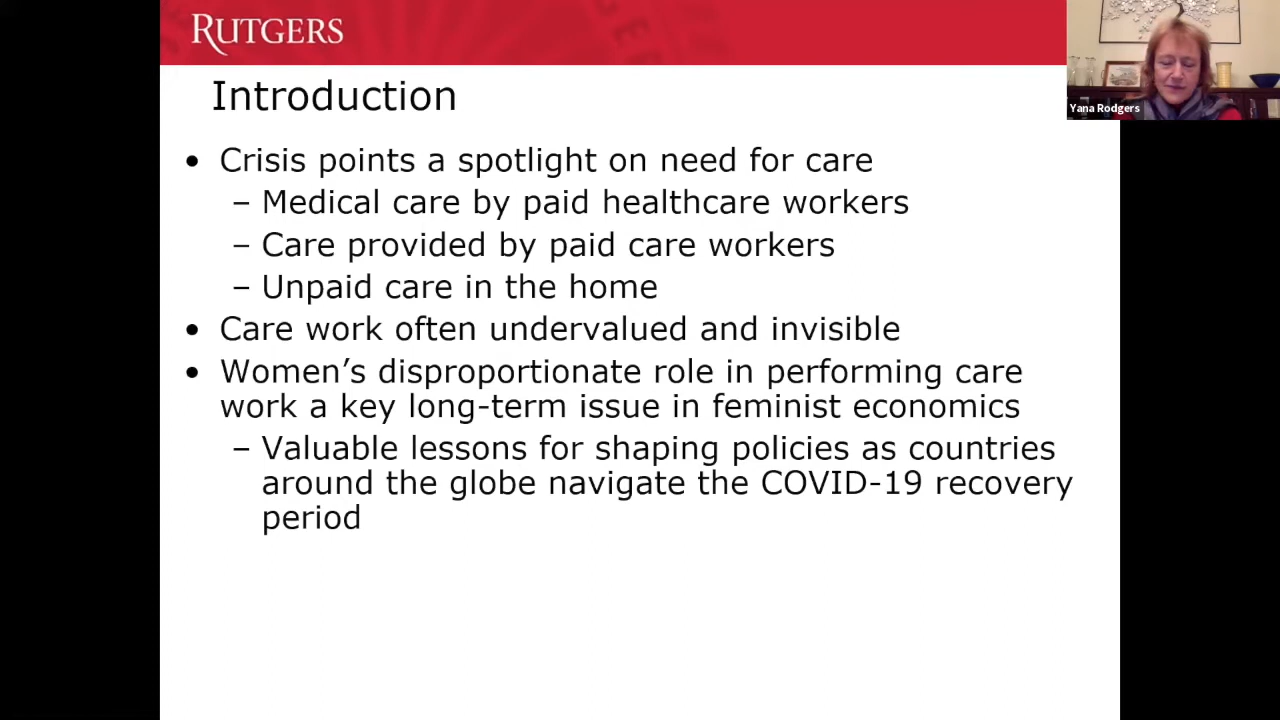 RUTGERS
Yana Rodgers
Introduction
• Crisis points a spotlight on need for care
– Medical care by paid healthcare workers
– Care provided by paid care workers
– Unpaid care in the home
• Care work often undervalued and invisible
• Women’s disproportionate role in performing care
work a key long-term issue in feminist economics
– Valuable lessons for shaping policies as countries
around the globe navigate the COVID-19 recovery
period